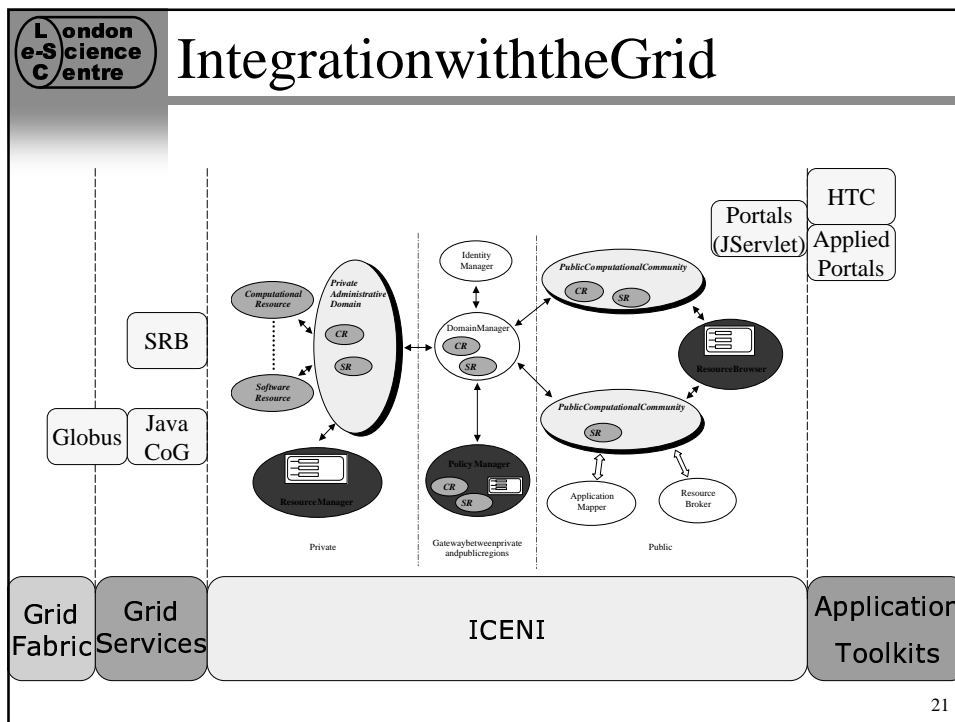 London
e-Science
Centre
IntegrationwiththeGrid
HTC
Portals
(JServlet)
Applied
Portals
Identity
Manager
PublicComputationalCommunity
CR
SR
Private
Administrative
Domain
CR
SR
Computational
Resource
DomainManager
CR
SR
SRB
ResourceBrowser
Software
Resource
PublicComputationalCommunity
SR
Globus
Java
CoG
ResourceManager
PolicyManager
CR
SR
Application
Mapper
Resource
Broker
Private
Gatewaybetweenprivate
andpublicregions
Public
Grid
Fabric
Grid
Services
ICENI
Application
Toolkits
21